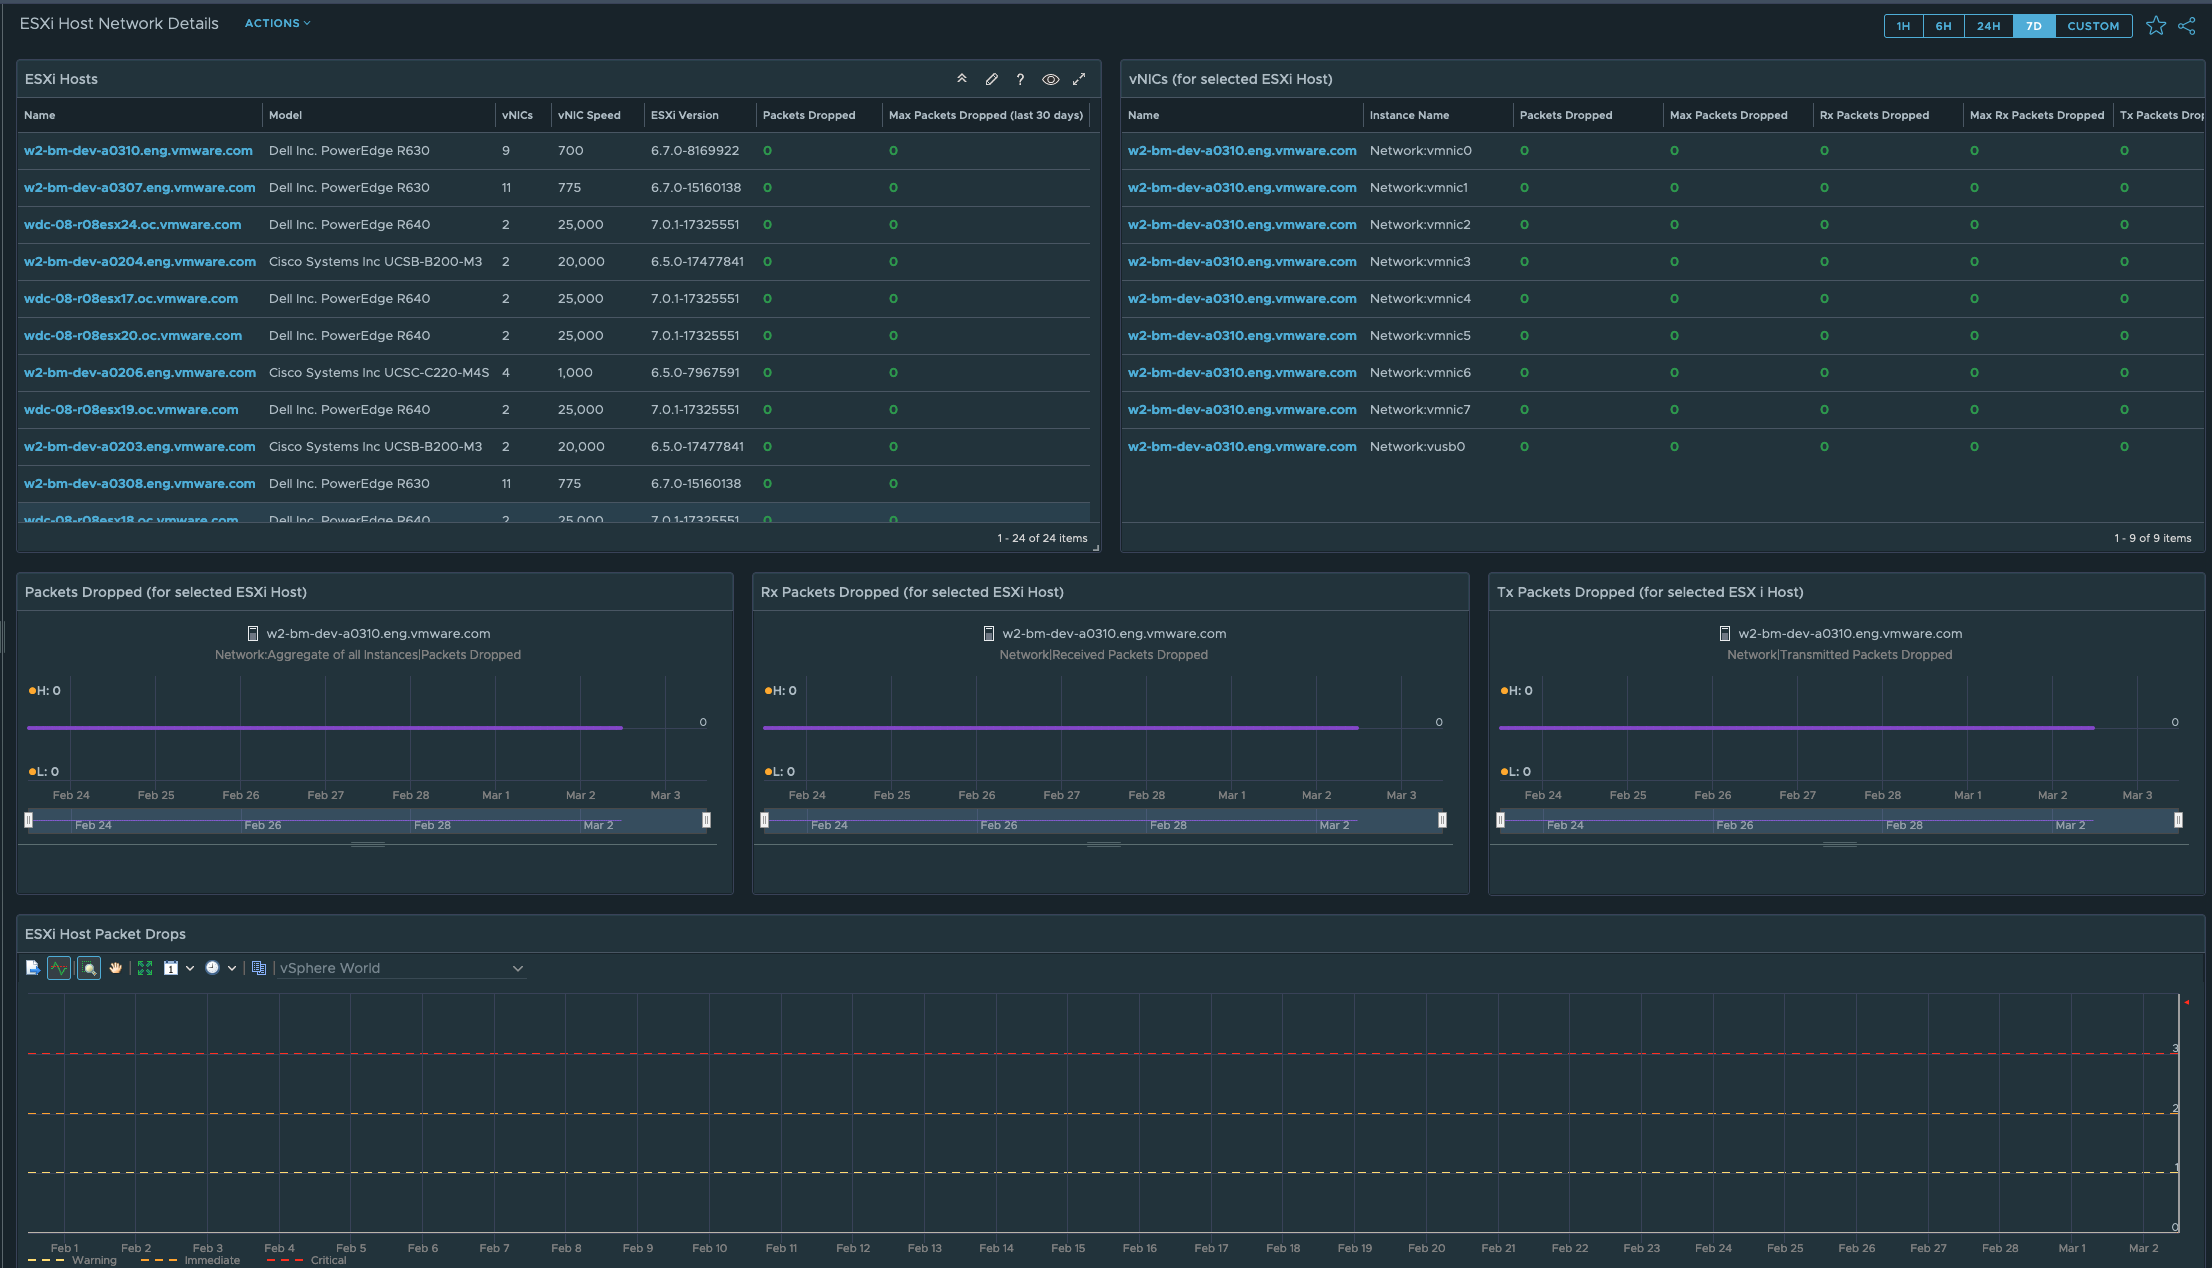 ESXi Host Network Details ACTIONS 1H 6H 24H 7D CUSTOM
ESXi Hosts ?
Name Model vNICs vNIC Speed ESXi Version Packets Dropped Max Packets Dropped (last 30 days)
w2-bm-dev-a0310.eng.vmware.com Dell Inc. PowerEdge R630 9 700 6.7.0-8169922 0 0
w2-bm-dev-a0307.eng.vmware.com Dell Inc. PowerEdge R630 11 775 6.7.0-15160138 0 0
wdc-08-r08esx24.oc.vmware.com Dell Inc. PowerEdge R640 2 25,000 7.0.1-17325551 0 0
w2-bm-dev-a0204.eng.vmware.com Cisco Systems Inc UCSB-B200-M3 2 20,000 6.5.0-17477841 0 0
wdc-08-r08esx17.oc.vmware.com Dell Inc. PowerEdge R640 2 25,000 7.0.1-17325551 0 0
wdc-08-r08esx20.oc.vmware.com Dell Inc. PowerEdge R640 2 25,000 7.0.1-17325551 0 0
w2-bm-dev-a0206.eng.vmware.com Cisco Systems Inc UCSC-C220-M4S 4 1,000 6.5.0-7967591 0 0
wdc-08-r08esx19.oc.vmware.com Dell Inc. PowerEdge R640 2 25,000 7.0.1-17325551 0 0
w2-bm-dev-a0203.eng.vmware.com Cisco Systems Inc UCSB-B200-M3 2 20,000 6.5.0-17477841 0 0
w2-bm-dev-a0308.eng.vmware.com Dell Inc. PowerEdge R630 11 775 6.7.0-15160138 0 0
wdc-08-r08esx18.oc.vmware.com Dell Inc. PowerEdge R640 2 25,000 7.0.1-17325551 0 0
1 - 24 of 24 items
vNICs (for selected ESXi Host)
Name Instance Name Packets Dropped Max Packets Dropped Rx Packets Dropped Max Rx Packets Dropped Tx Packets Drop
w2-bm-dev-a0310.eng.vmware.com Network:vmnic0 0 0 0 0 0
w2-bm-dev-a0310.eng.vmware.com Network:vmnic1 0 0 0 0 0
w2-bm-dev-a0310.eng.vmware.com Network:vmnic2 0 0 0 0 0
w2-bm-dev-a0310.eng.vmware.com Network:vmnic3 0 0 0 0 0
w2-bm-dev-a0310.eng.vmware.com Network:vmnic4 0 0 0 0 0
w2-bm-dev-a0310.eng.vmware.com Network:vmnic5 0 0 0 0 0
w2-bm-dev-a0310.eng.vmware.com Network:vmnic6 0 0 0 0 0
w2-bm-dev-a0310.eng.vmware.com Network:vmnic7 0 0 0 0 0
w2-bm-dev-a0310.eng.vmware.com Network:vusb0 0 0 0 0 0
1 - 9 of 9 items
Packets Dropped (for selected ESXi Host)
w2-bm-dev-a0310.eng.vmware.com
Network:Aggregate of all Instances|Packets Dropped
H: 0
0
L: 0
Feb 24 Feb 25 Feb 26 Feb 27 Feb 28 Mar 1 Mar 2 Mar 3
Feb 24 Feb 26 Feb 28 Mar 2
Rx Packets Dropped (for selected ESXi Host)
w2-bm-dev-a0310.eng.vmware.com
Network|Received Packets Dropped
H: 0
0
L: 0
Feb 24 Feb 25 Feb 26 Feb 27 Feb 28 Mar 1 Mar 2 Mar 3
Feb 24 Feb 26 Feb 28 Mar 2
Tx Packets Dropped (for selected ESX i Host)
w2-bm-dev-a0310.eng.vmware.com
Network|Transmitted Packets Dropped
H: 0
0
L: 0
Feb 24 Feb 25 Feb 26 Feb 27 Feb 28 Mar 1 Mar 2 Mar 3
Feb 24 Feb 26 Feb 28 Mar 2
ESXi Host Packet Drops
1 vSphere World
3
2
1
0
Feb 1 Feb 2 Feb 3 Feb 4 Feb 5 Feb 6 Feb 7 Feb 8 Feb 9 Feb 10 Feb 11 Feb 12 Feb 13 Feb 14 Feb 15 Feb 16 Feb 17 Feb 18 Feb 19 Feb 20 Feb 21 Feb 22 Feb 23 Feb 24 Feb 25 Feb 26 Feb 27 Feb 28 Mar 1 Mar 2
Warning Immediate Critical